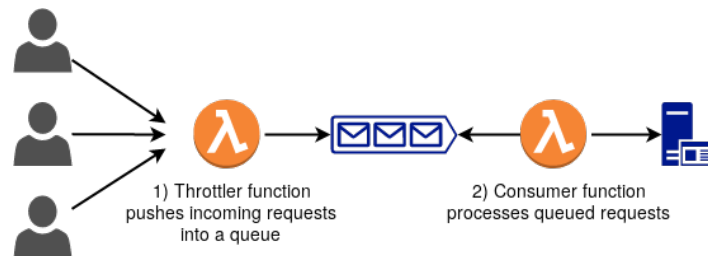 1) Throttler function
pushes incoming requests
into a queue
2) Consumer function
processes queued requests